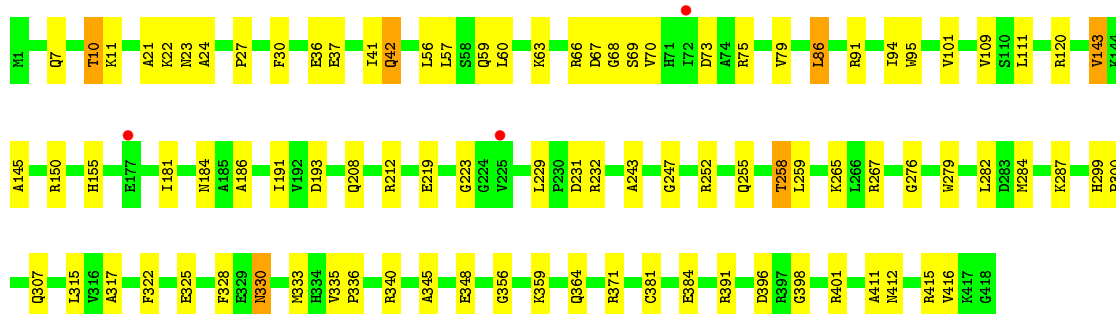 M1 Q7 T10 K11 A21 K22 N23 A24 P27 F30 E36 E37 I41 Q42 L56 L57 S58 Q59 L60 K63 R66 D67 G68 S69 V70 H71 I72 D73 A74 R75 V79 L86 R91 I94 W95 V101 V109 S110 L111 R120 V143 K144
A145 R150 H155 E177 I181 N184 A185 A186 I191 V192 D193 Q208 R212 E219 G223 G224 V225 L229 P230 D231 R232 A243 G247 R252 Q255 T258 L259 K265 L266 R267 G276 W279 L282 D283 M284 K287 H299
Q307 L315 V316 A317 F322 E325 F328 E329 N330 M333 H334 V335 P336 R340 A345 E348 G356 K359 Q364 R371 C381 E384 R391 D396 R397 G398 R401 A411 N412 R415 V416 K417 G418